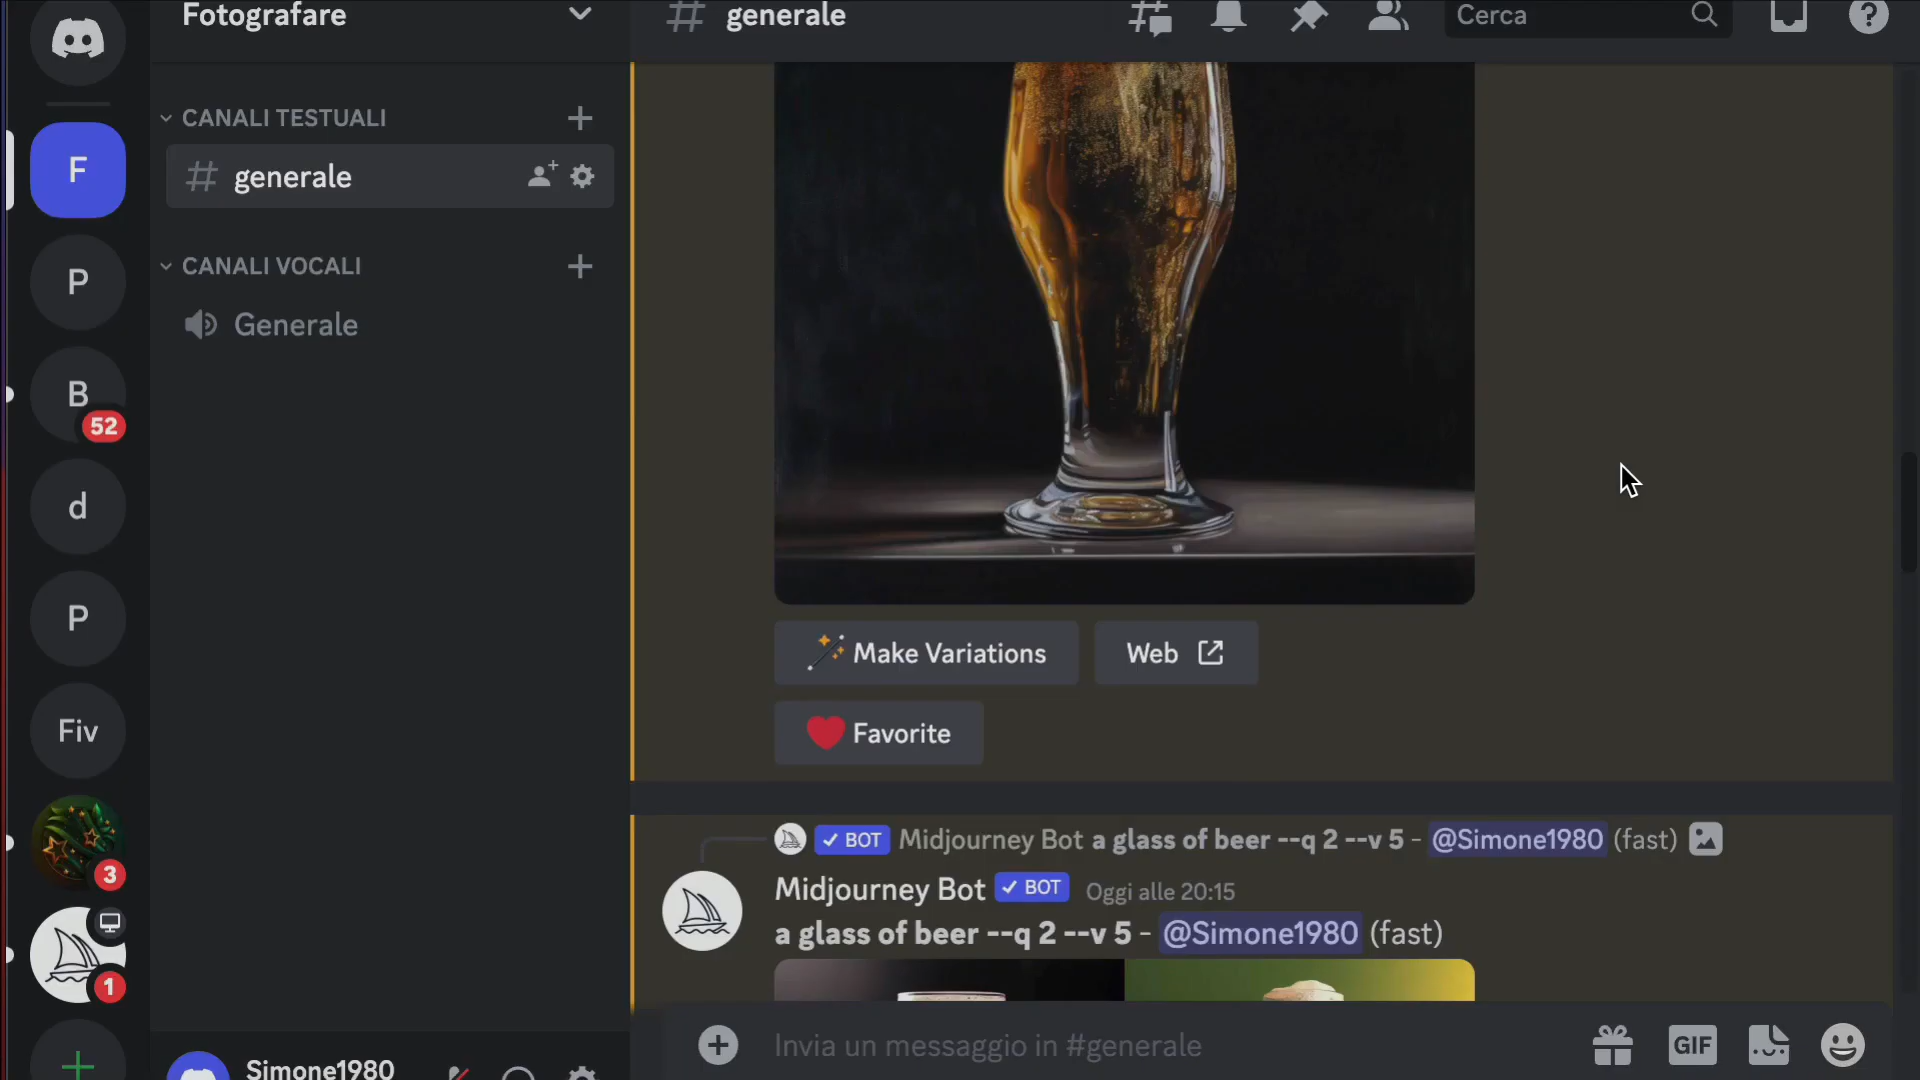 Fotografare
generale
Cerca
CANALI TESTUALI
generale
CANALI VOCALI
Generale
F
P
B
52
d
P
Fiv
3
1
Simone1980
Make Variations
Web
Favorite
BOT Midjourney Bot a glass of beer --q 2 --v 5 - @Simone1980 (fast)
Midjourney Bot BOT Oggi alle 20:15
a glass of beer --q 2 --v 5 - @Simone1980 (fast)
Invia un messaggio in #generale
GIF